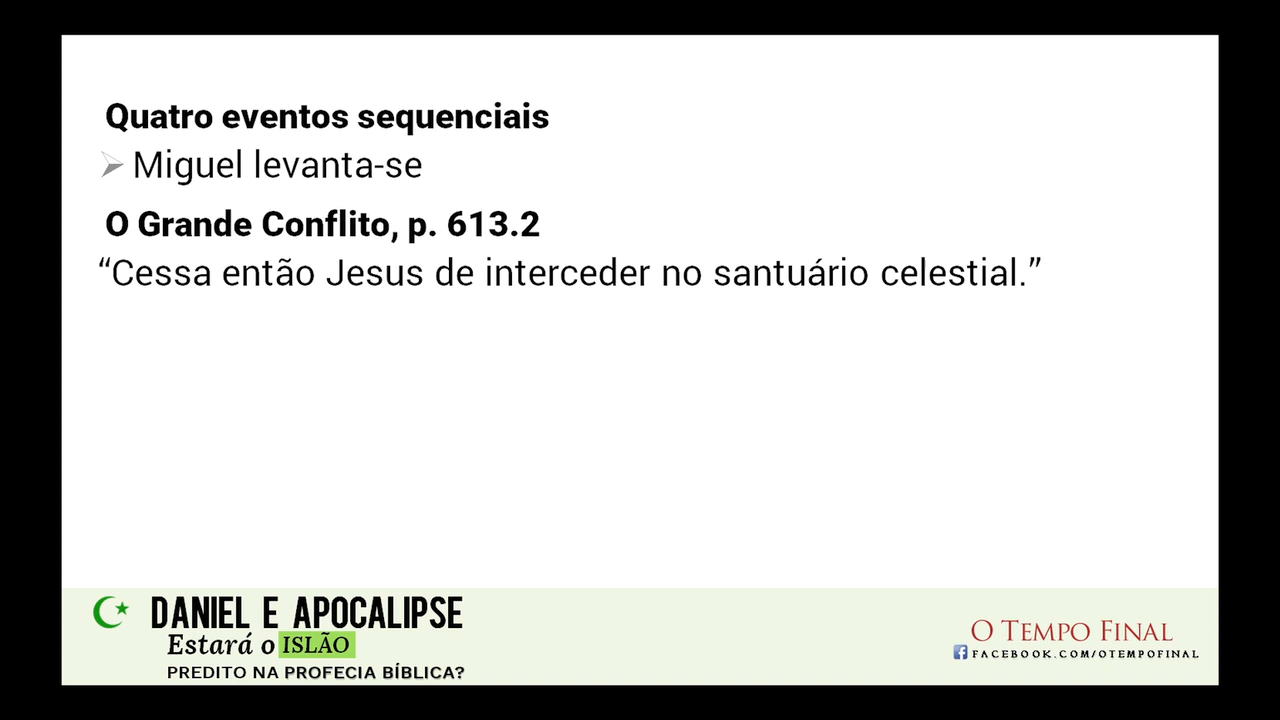 Quatro eventos sequenciais
Miguel levanta-se
O Grande Conflito, p. 613.2
“Cessa então Jesus de interceder no santuário celestial.”
DANIEL E APOCALIPSE
Estará o ISLÃO
PREDITO NA PROFECIA BÍBLICA?
O TEMPO FINAL
FACEBOOK.COM/OTEMPOFINAL